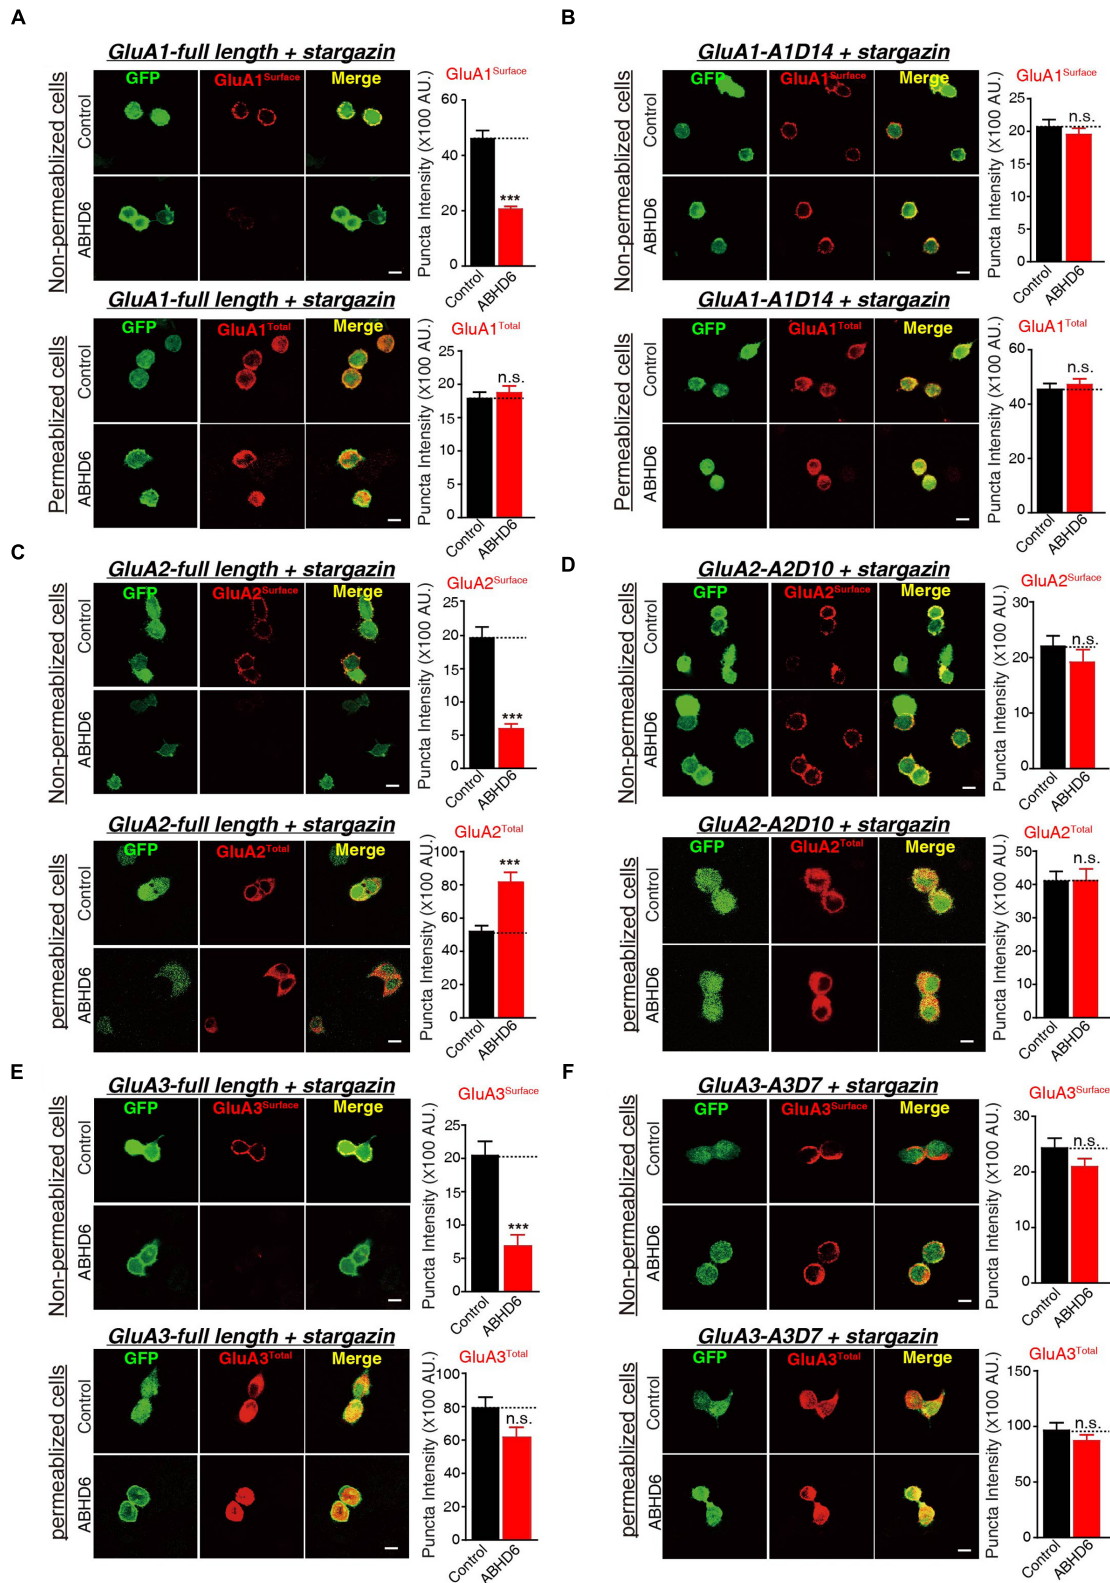 A
GluA1-full length + stargazin
Non-permeablized cells
Control
ABHD6
GFP
GluA1Surface
Merge
GluA1Surface
Puncta Intensity (X100 AU.)
60
40
20
0
***
Control
ABHD6
GluA1-full length + stargazin
Permeablized cells
Control
ABHD6
GFP
GluA1Total
Merge
GluA1Total
Puncta Intensity (X100 AU.)
25
20
15
10
5
0
n.s.
Control
ABHD6
B
GluA1-A1D14 + stargazin
Non-permeablized cells
Control
ABHD6
GFP
GluA1Surface
Merge
GluA1Surface
Puncta Intensity (X100 AU.)
25
20
15
10
5
0
n.s.
Control
ABHD6
GluA1-A1D14 + stargazin
Permeablized cells
Control
ABHD6
GFP
GluA1Total
Merge
GluA1Total
Puncta Intensity (X100 AU.)
60
40
20
0
n.s.
Control
ABHD6
C
GluA2-full length + stargazin
Non-permeablized cells
Control
ABHD6
GFP
GluA2Surface
Merge
GluA2Surface
Puncta Intensity (X100 AU.)
25
20
15
10
5
0
***
Control
ABHD6
GluA2-full length + stargazin
permeablized cells
Control
ABHD6
GFP
GluA2Total
Merge
GluA2Total
Puncta Intensity (X100 AU.)
100
80
60
40
20
0
***
Control
ABHD6
D
GluA2-A2D10 + stargazin
Non-permeablized cells
Control
ABHD6
GFP
GluA2Surface
Merge
GluA2Surface
Puncta Intensity (X100 AU.)
30
20
10
0
n.s.
Control
ABHD6
GluA2-A2D10 + stargazin
permeablized cells
Control
ABHD6
GFP
GluA2Total
Merge
GluA2Total
Puncta Intensity (X100 AU.)
50
40
30
20
10
0
n.s.
Control
ABHD6
E
GluA3-full length + stargazin
Non-permeablized cells
Control
ABHD6
GFP
GluA3Surface
Merge
GluA3Surface
Puncta Intensity (X100 AU.)
25
20
15
10
5
0
***
Control
ABHD6
GluA3-full length + stargazin
permeablized cells
Control
ABHD6
GFP
GluA3Total
Merge
GluA3Total
Puncta Intensity (X100 AU.)
100
80
60
40
20
0
n.s.
Control
ABHD6
F
GluA3-A3D7 + stargazin
Non-permeablized cells
Control
ABHD6
GFP
GluA3Surface
Merge
GluA3Surface
Puncta Intensity (X100 AU.)
30
20
10
0
n.s.
Control
ABHD6
GluA3-A3D7 + stargazin
permeablized cells
Control
ABHD6
GFP
GluA3Total
Merge
GluA3Total
Puncta Intensity (X100 AU.)
150
100
50
0
n.s.
Control
ABHD6